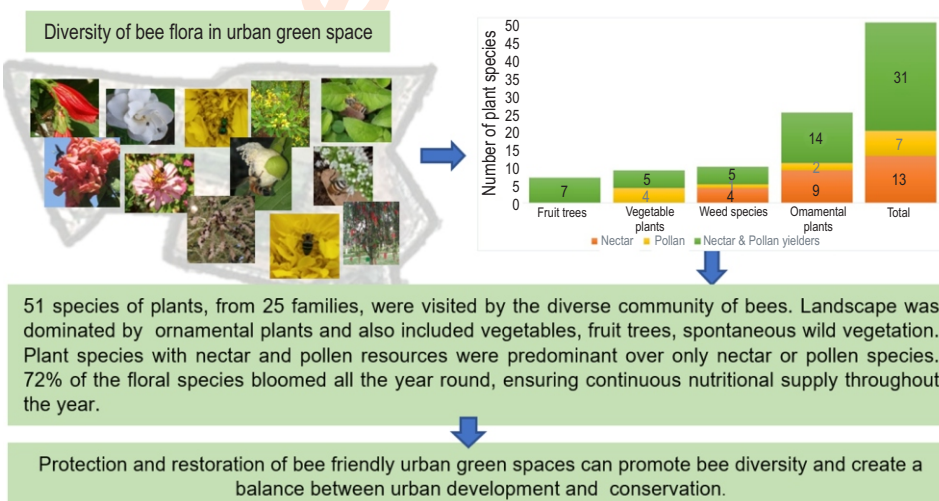 Diversity of bee flora in urban green space
Number of plant species
50
45
40
35
30
25
20
15
10
5
0
7
5
4
5
1
4
14
2
9
31
7
13
Fruit trees
Vegetable
plants
Weed species
Omamental
plants
Total
Nectar
Pollan
Nectar & Pollan yielders
51 species of plants, from 25 families, were visited by the diverse community of bees. Landscape was
dominated by ornamental plants and also included vegetables, fruit trees, spontaneous wild vegetation.
Plant species with nectar and pollen resources were predominant over only nectar or pollen species.
72% of the floral species bloomed all the year round, ensuring continuous nutritional supply throughout
the year.
Protection and restoration of bee friendly urban green spaces can promote bee diversity and create a
balance between urban development and conservation.